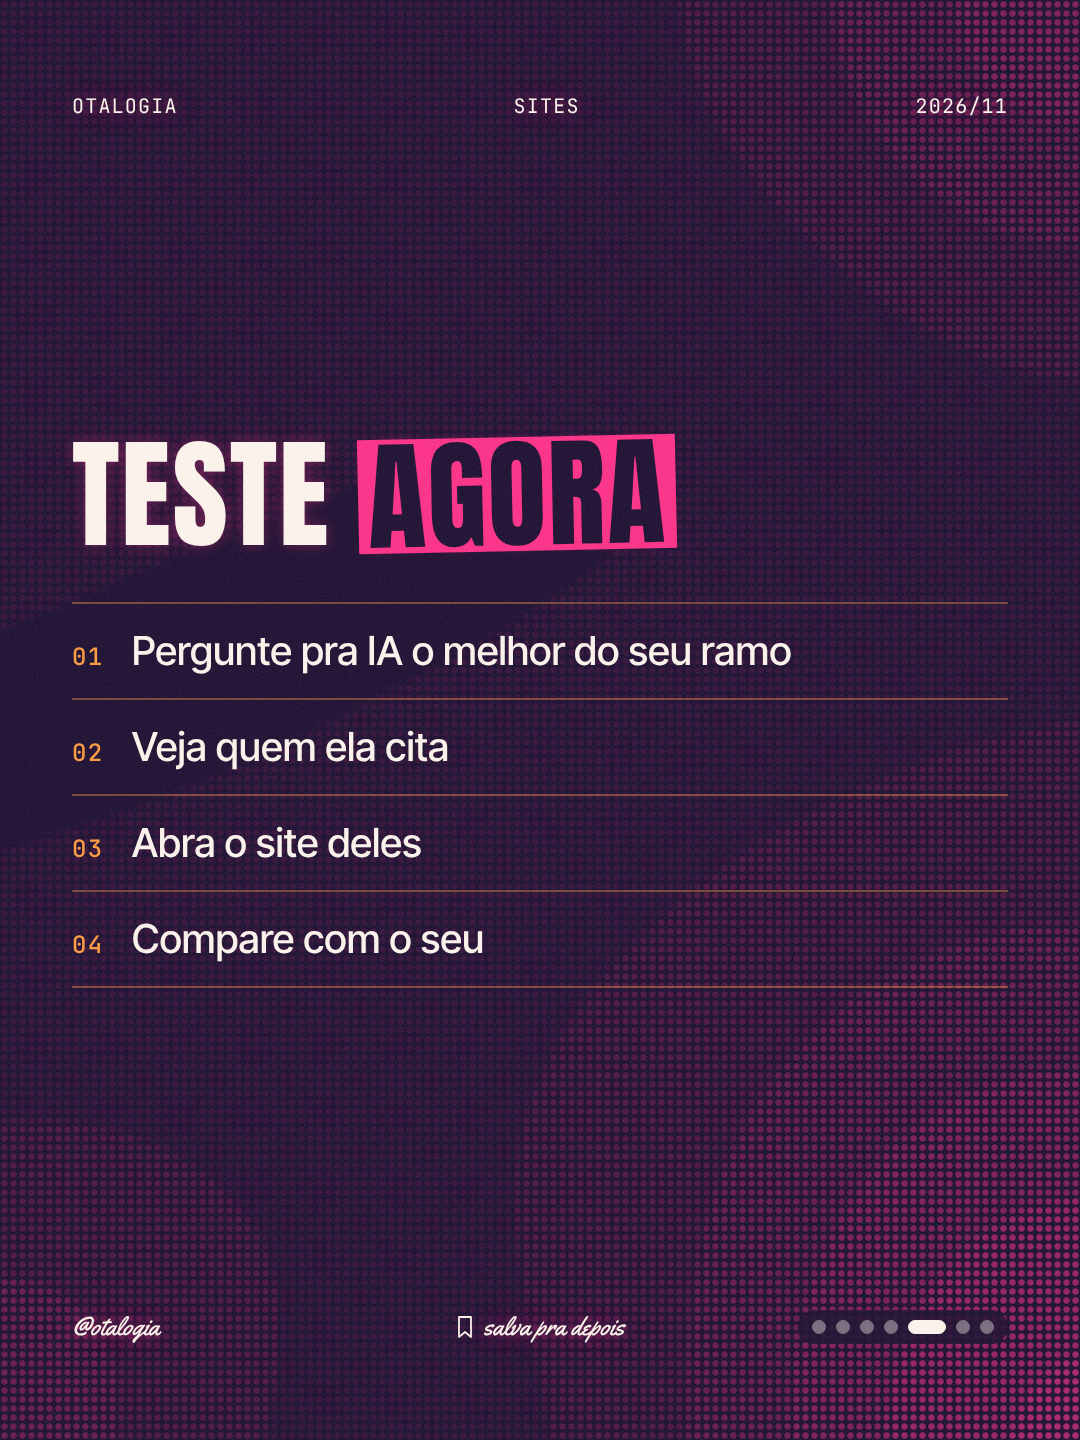 OTALOGIA
SITES
2026/11
TESTE AGORA
01 Pergunte pra IA o melhor do seu ramo
02 Veja quem ela cita
03 Abra o site deles
04 Compare com o seu
@otalogia
salva pra depois